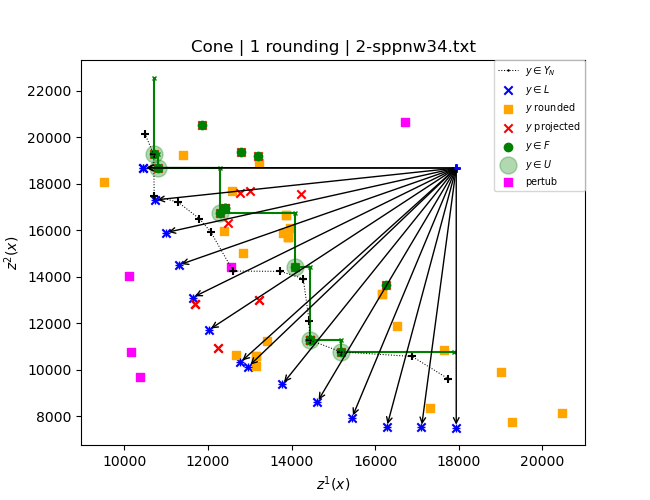 Cone | 1 rounding | 2-sppnw34.txt
z²(x)
22000
20000
18000
16000
14000
12000
10000
8000
10000 12000 14000 16000 18000 20000
z¹(x)
y ∈ Y_N
y ∈ L
y rounded
y projected
y ∈ F
y ∈ U
pertub